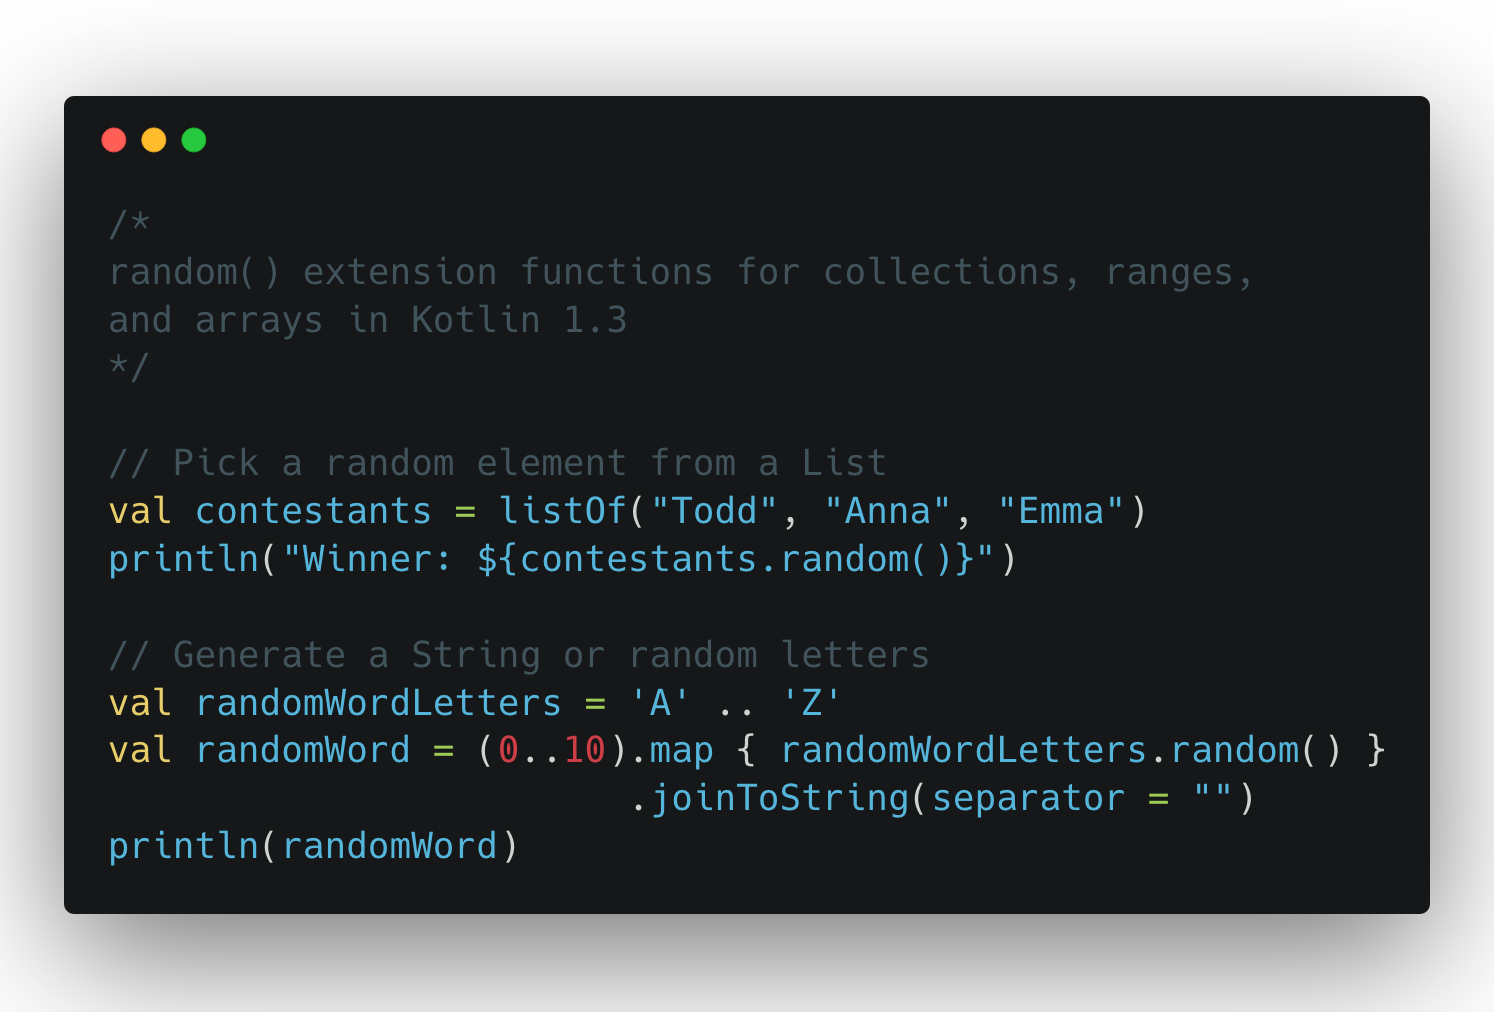 /*
random() extension functions for collections, ranges,
and arrays in Kotlin 1.3
*/
// Pick a random element from a List
val contestants = listOf("Todd", "Anna", "Emma")
println("Winner: ${contestants.random()}")
// Generate a String or random letters
val randomWordLetters = 'A' .. 'Z'
val randomWord = (0..10).map { randomWordLetters.random() }
.joinToString(separator = "")
println(randomWord)